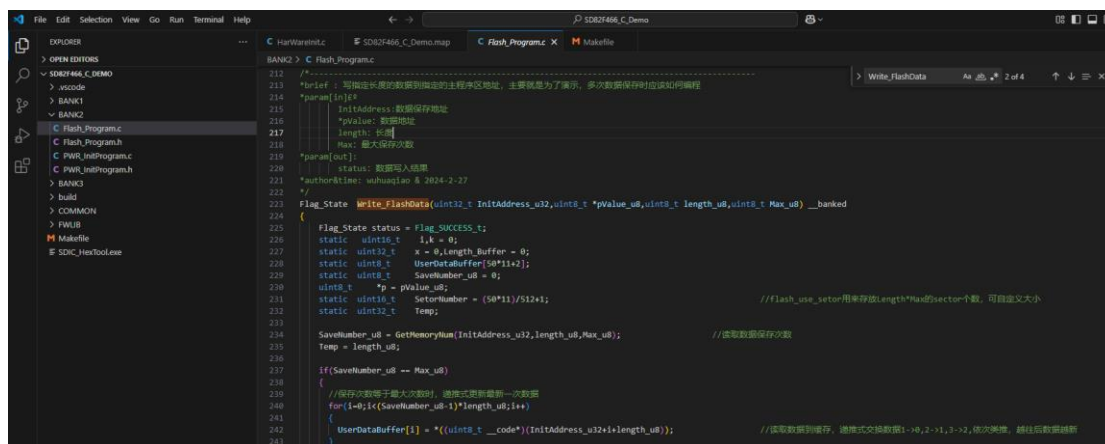 File Edit Selection View Go Run Terminal Help
SD82F466_C_Demo
EXPLORER
C HarWareInit.c
SD82F466_C_Demo.map
C Flash_Program.c
M Makefile
BANK2 > C Flash_Program.c
> OPEN EDITORS
SD82F466_C_DEMO
> .vscode
> BANK1
BANK2
C Flash_Program.c
C Flash_Program.h
C PWR_InitProgram.c
C PWR_InitProgram.h
> BANK3
> build
> COMMON
> FWLIB
M Makefile
SDIC_HexTool.exe
> Write_FlashData Aa ab .* 2 of 4
212 /*--------------------------------------------------------------------------------------------
213 *brief : 写指定长度的数据到指定的主程序区地址，主要就是为了演示，多次数据保存时应该如何编程
214 *param[in]£º
215 InitAddress:数据保存地址
216 *pValue: 数据地址
217 length: 长度
218 Max: 最大保存次数
219 *param[out]:
220 status: 数据写入结果
221 *author&time: wuhuaqiao & 2024-2-27
222 */
223 Flag_State Write_FlashData(uint32_t InitAddress_u32,uint8_t *pValue_u8,uint8_t length_u8,uint8_t Max_u8) __banked
224 {
225 Flag_State status = Flag_SUCCESS_t;
226 static uint16_t i,k = 0;
227 static uint32_t x = 0,Length_Buffer = 0;
228 static uint8_t UserDataBuffer[50*11+2];
229 static uint8_t SaveNumber_u8 = 0;
230 uint8_t *p = pValue_u8;
231 static uint16_t SetorNumber = (50*11)/512+1; //flash_use_setor用来存放Length*Max的sector个数，可自定义大小
232 static uint32_t Temp;
233
234 SaveNumber_u8 = GetMemoryNum(InitAddress_u32,length_u8,Max_u8); //读取数据保存次数
235 Temp = length_u8;
236
237 if(SaveNumber_u8 == Max_u8)
238 {
239 //保存次数等于最大次数时，递推式更新最新一次数据
240 for(i=0;i<(SaveNumber_u8-1)*length_u8;i++)
241 {
242 UserDataBuffer[i] = *((uint8_t __code*)(InitAddress_u32+i+length_u8)); //读取数据到缓存，递推式交换数据1->0,2->1,3->2,依次类推，越往后数据越新
243